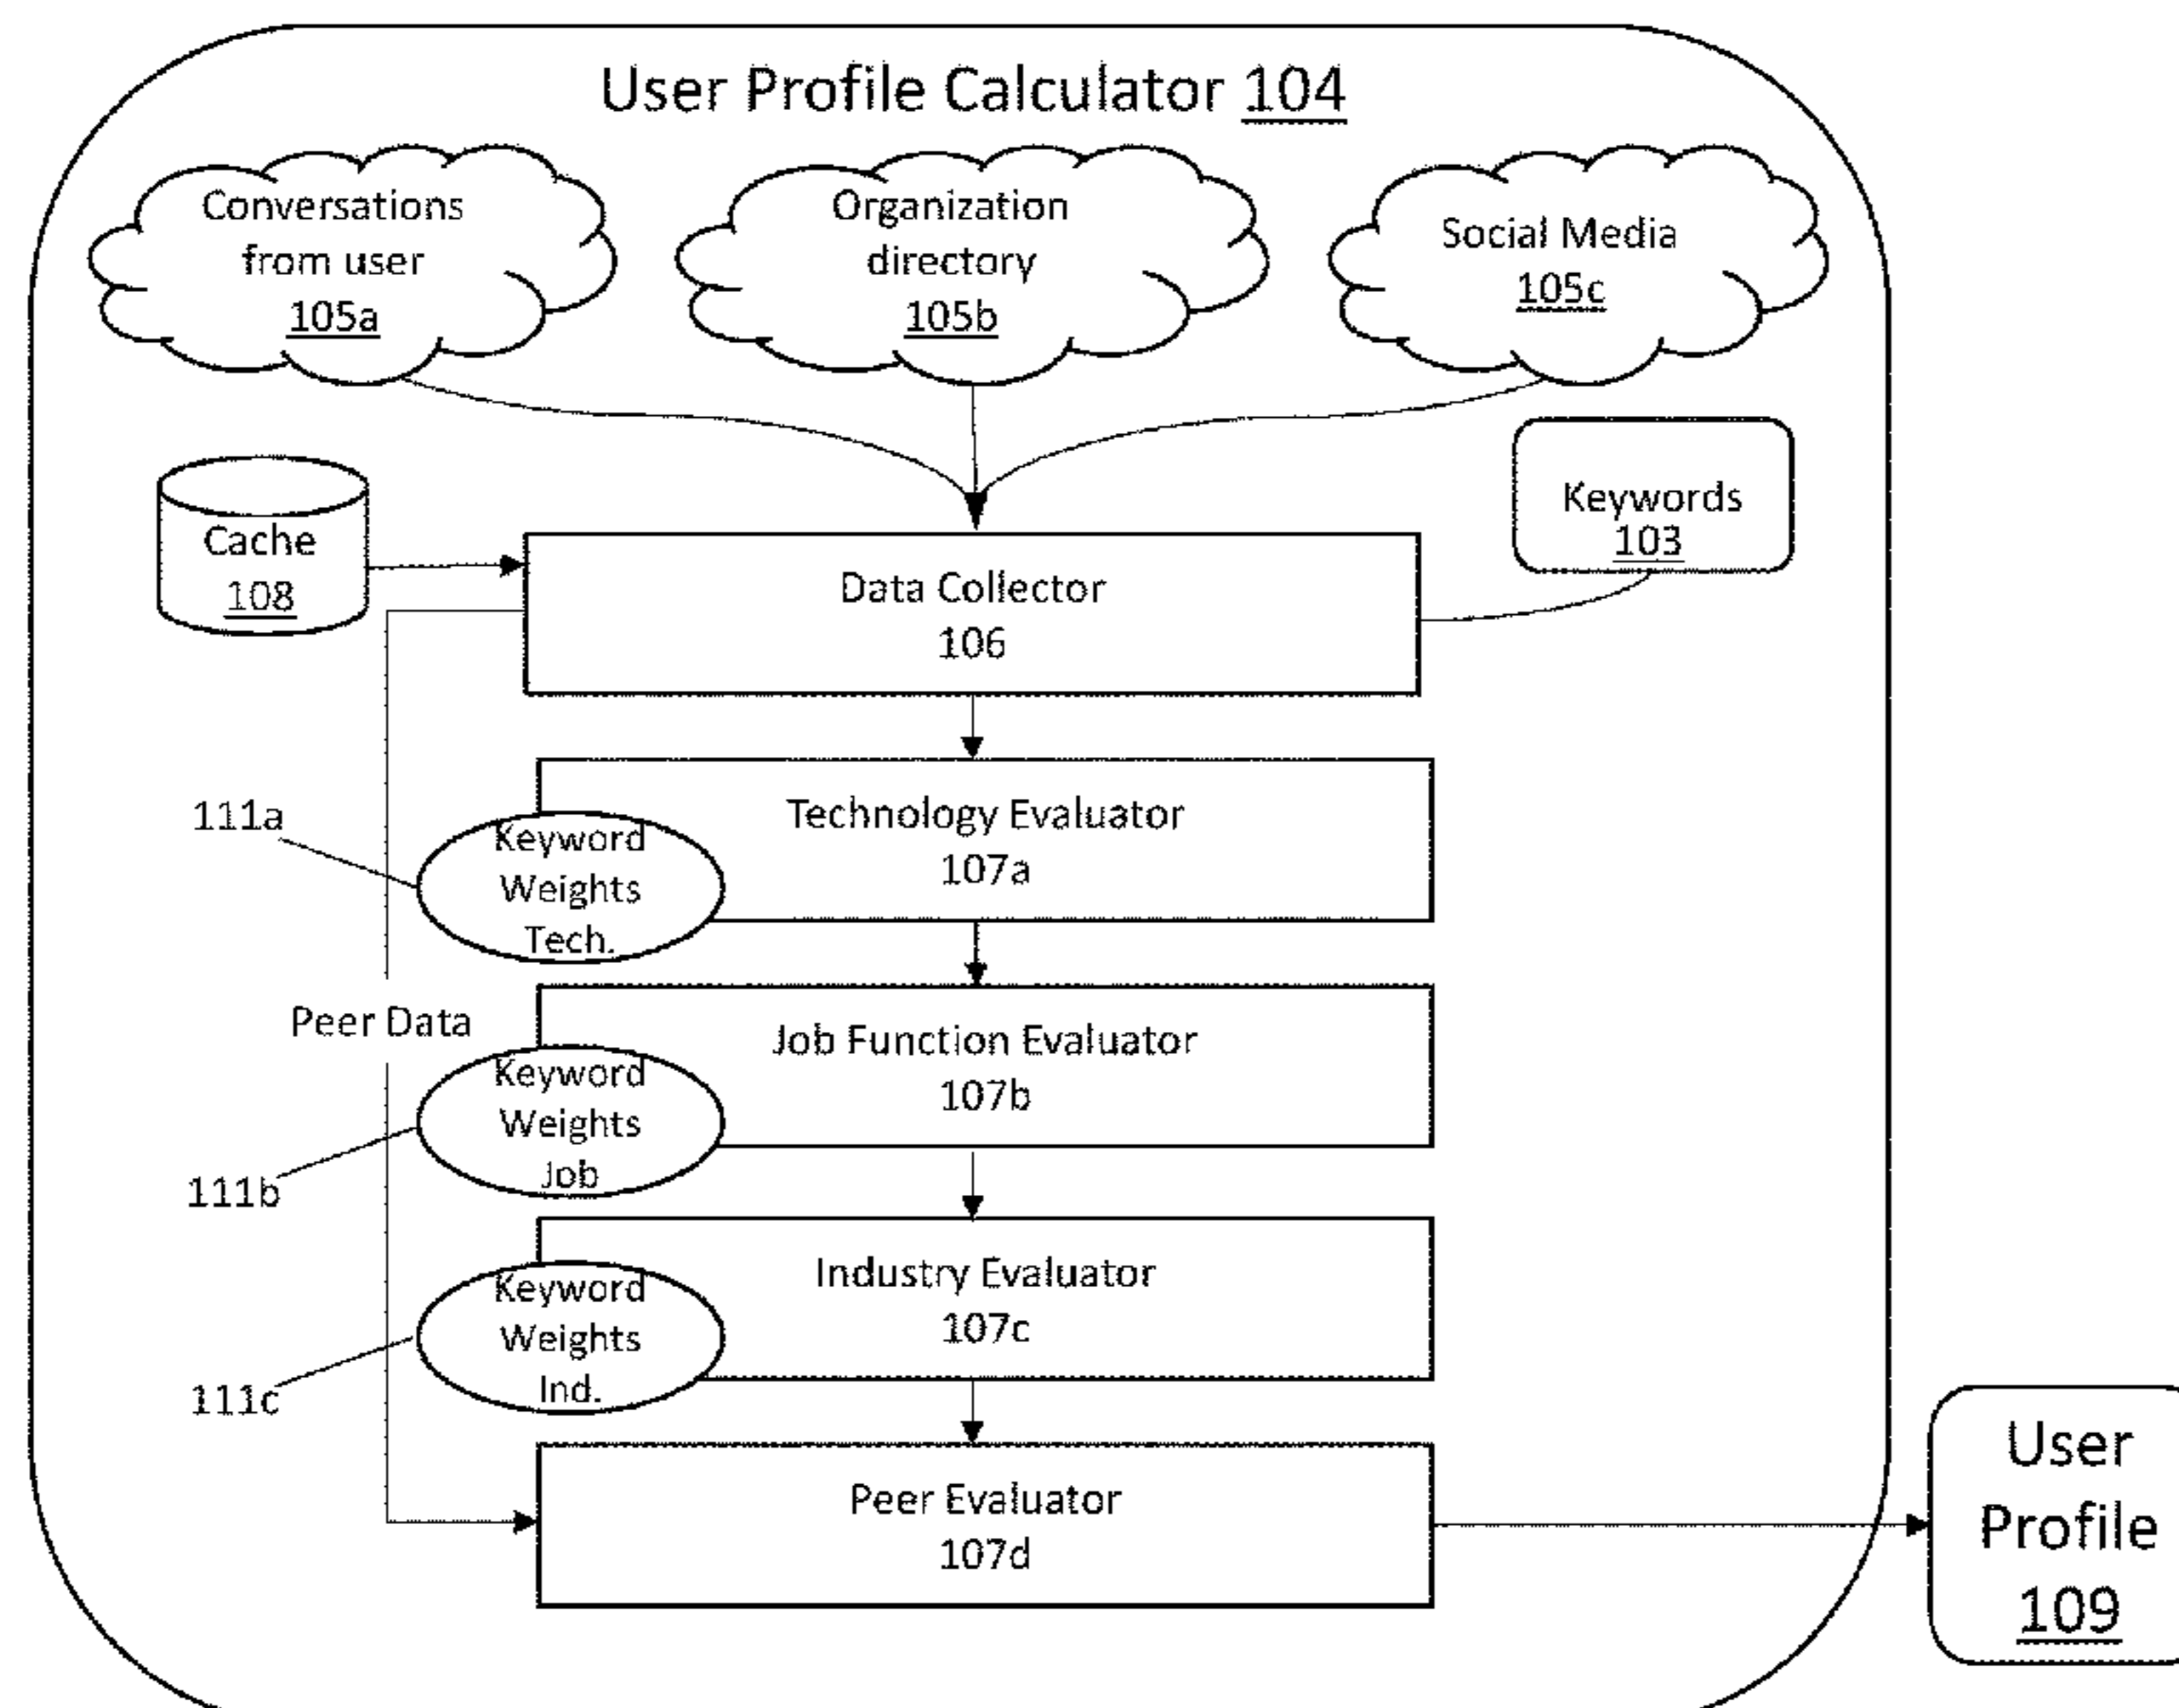 User Profile Calculator 104
Conversations
from user
105a
Organization
directory
105b
Social Media
105c
Cache
108
Keywords
103
Data Collector
106
111a
Keyword
Weights
Tech.
Technology Evaluator
107a
Peer Data
111b
Keyword
Weights
Job
Job Function Evaluator
107b
111c
Keyword
Weights
Ind.
Industry Evaluator
107c
Peer Evaluator
107d
User
Profile
109